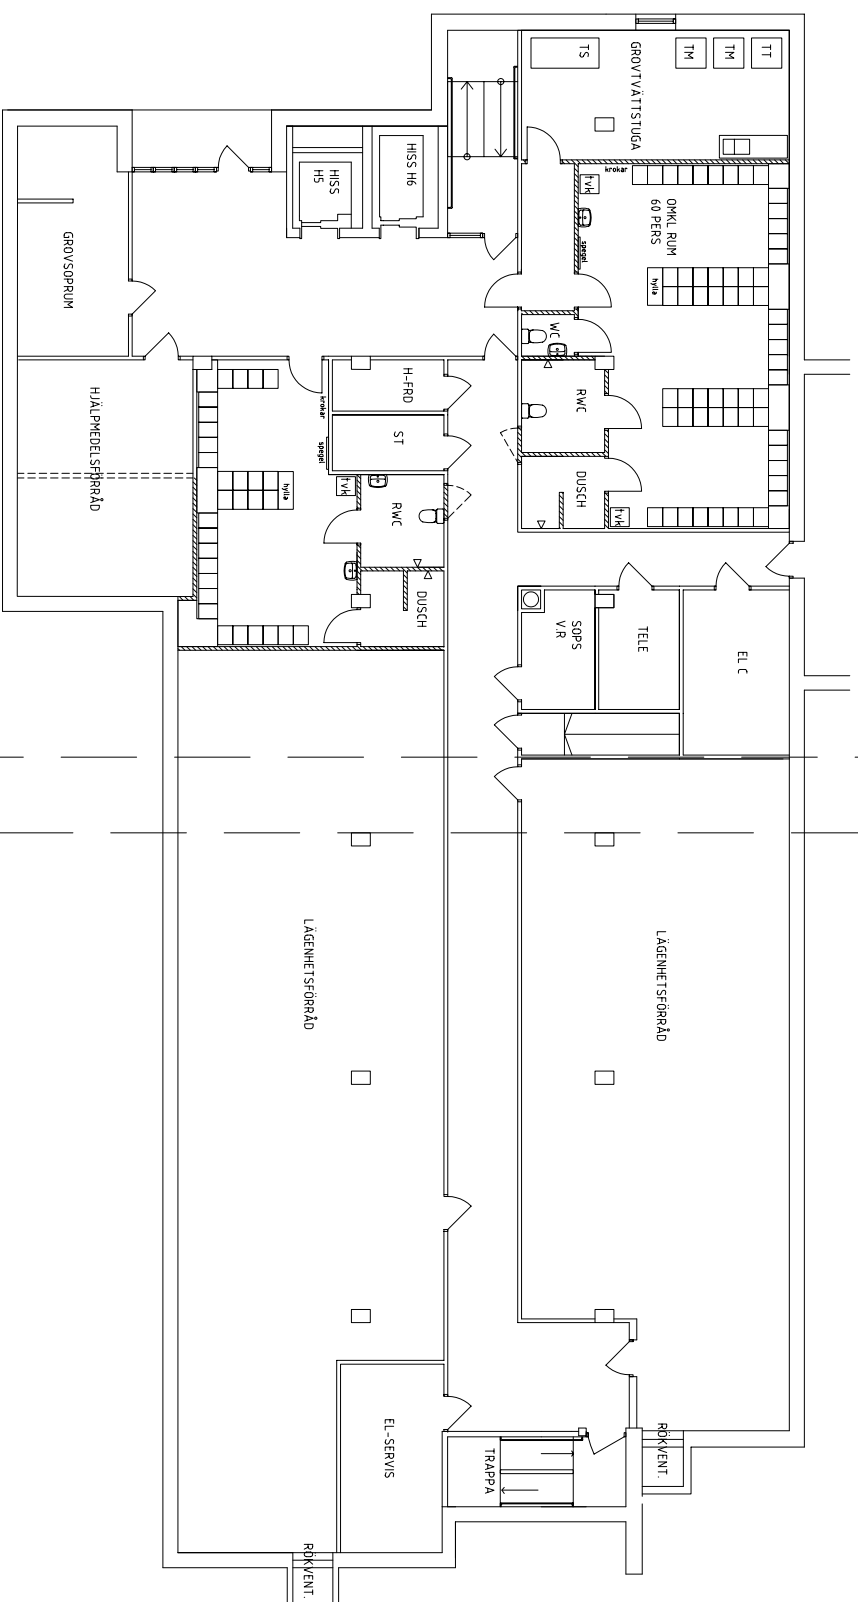 TS
TM
TM
TT
GROVTVÄTTSTUGA
HISS H6
HISS
H5
krokar
tvk
OMKL RUM
60 PERS
spegel
hylla
GROVSOPRUM
WC
H-FRD
RWC
krokar
HJÄLPMEDELSFÖRRÅD
ST
spegel
hylla
tvk
RWC
DUSCH
tvk
DUSCH
SOPS
V.R
TELE
EL C
LÄGENHETSFÖRRÅD
LÄGENHETSFÖRRÅD
EL-SERVIS
TRAPPA
RÖKVENT.
RÖKVENT.